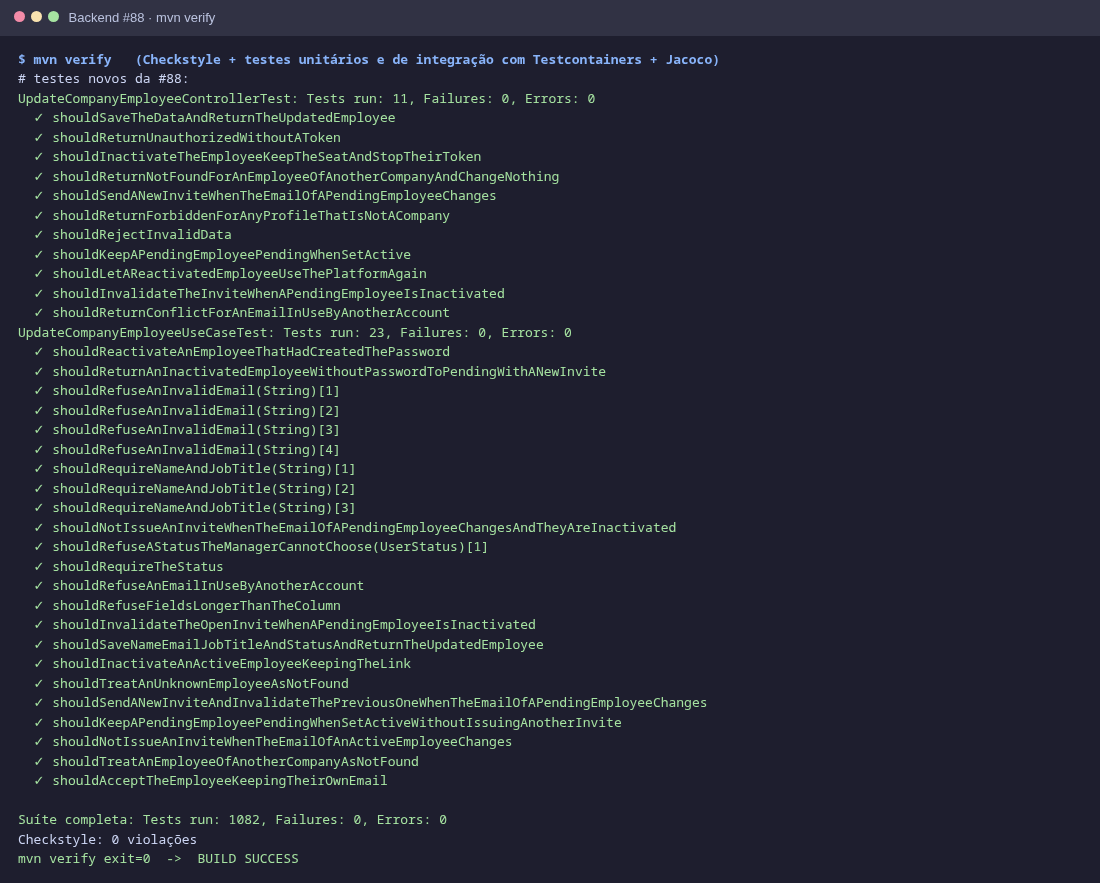 Backend #88 · mvn verify
$ mvn verify   (Checkstyle + testes unitários e de integração com Testcontainers + Jacoco)
# testes novos da #88:
UpdateCompanyEmployeeControllerTest: Tests run: 11, Failures: 0, Errors: 0
✓ shouldSaveTheDataAndReturnTheUpdatedEmployee
✓ shouldReturnUnauthorizedWithoutAToken
✓ shouldInactivateTheEmployeeKeepTheSeatAndStopTheirToken
✓ shouldReturnNotFoundForAnEmployeeOfAnotherCompanyAndChangeNothing
✓ shouldSendANewInviteWhenTheEmailOfAPendingEmployeeChanges
✓ shouldReturnForbiddenForAnyProfileThatIsNotACompany
✓ shouldRejectInvalidData
✓ shouldKeepAPendingEmployeePendingWhenSetActive
✓ shouldLetAReactivatedEmployeeUseThePlatformAgain
✓ shouldInvalidateTheInviteWhenAPendingEmployeeIsInactivated
✓ shouldReturnConflictForAnEmailInUseByAnotherAccount
UpdateCompanyEmployeeUseCaseTest: Tests run: 23, Failures: 0, Errors: 0
✓ shouldReactivateAnEmployeeThatHadCreatedThePassword
✓ shouldReturnAnInactivatedEmployeeWithoutPasswordToPendingWithANewInvite
✓ shouldRefuseAnInvalidEmail(String)[1]
✓ shouldRefuseAnInvalidEmail(String)[2]
✓ shouldRefuseAnInvalidEmail(String)[3]
✓ shouldRefuseAnInvalidEmail(String)[4]
✓ shouldRequireNameAndJobTitle(String)[1]
✓ shouldRequireNameAndJobTitle(String)[2]
✓ shouldRequireNameAndJobTitle(String)[3]
✓ shouldNotIssueAnInviteWhenTheEmailOfAPendingEmployeeChangesAndTheyAreInactivated
✓ shouldRefuseAStatusTheManagerCannotChoose(UserStatus)[1]
✓ shouldRequireTheStatus
✓ shouldRefuseAnEmailInUseByAnotherAccount
✓ shouldRefuseFieldsLongerThanTheColumn
✓ shouldInvalidateTheOpenInviteWhenAPendingEmployeeIsInactivated
✓ shouldSaveNameEmailJobTitleAndStatusAndReturnTheUpdatedEmployee
✓ shouldInactivateAnActiveEmployeeKeepingTheLink
✓ shouldTreatAnUnknownEmployeeAsNotFound
✓ shouldSendANewInviteAndInvalidateThePreviousOneWhenTheEmailOfAPendingEmployeeChanges
✓ shouldKeepAPendingEmployeePendingWhenSetActiveWithoutIssuingAnotherInvite
✓ shouldNotIssueAnInviteWhenTheEmailOfAnActiveEmployeeChanges
✓ shouldTreatAnEmployeeOfAnotherCompanyAsNotFound
✓ shouldAcceptTheEmployeeKeepingTheirOwnEmail
Suíte completa: Tests run: 1082, Failures: 0, Errors: 0
Checkstyle: 0 violações
mvn verify exit=0  ->  BUILD SUCCESS